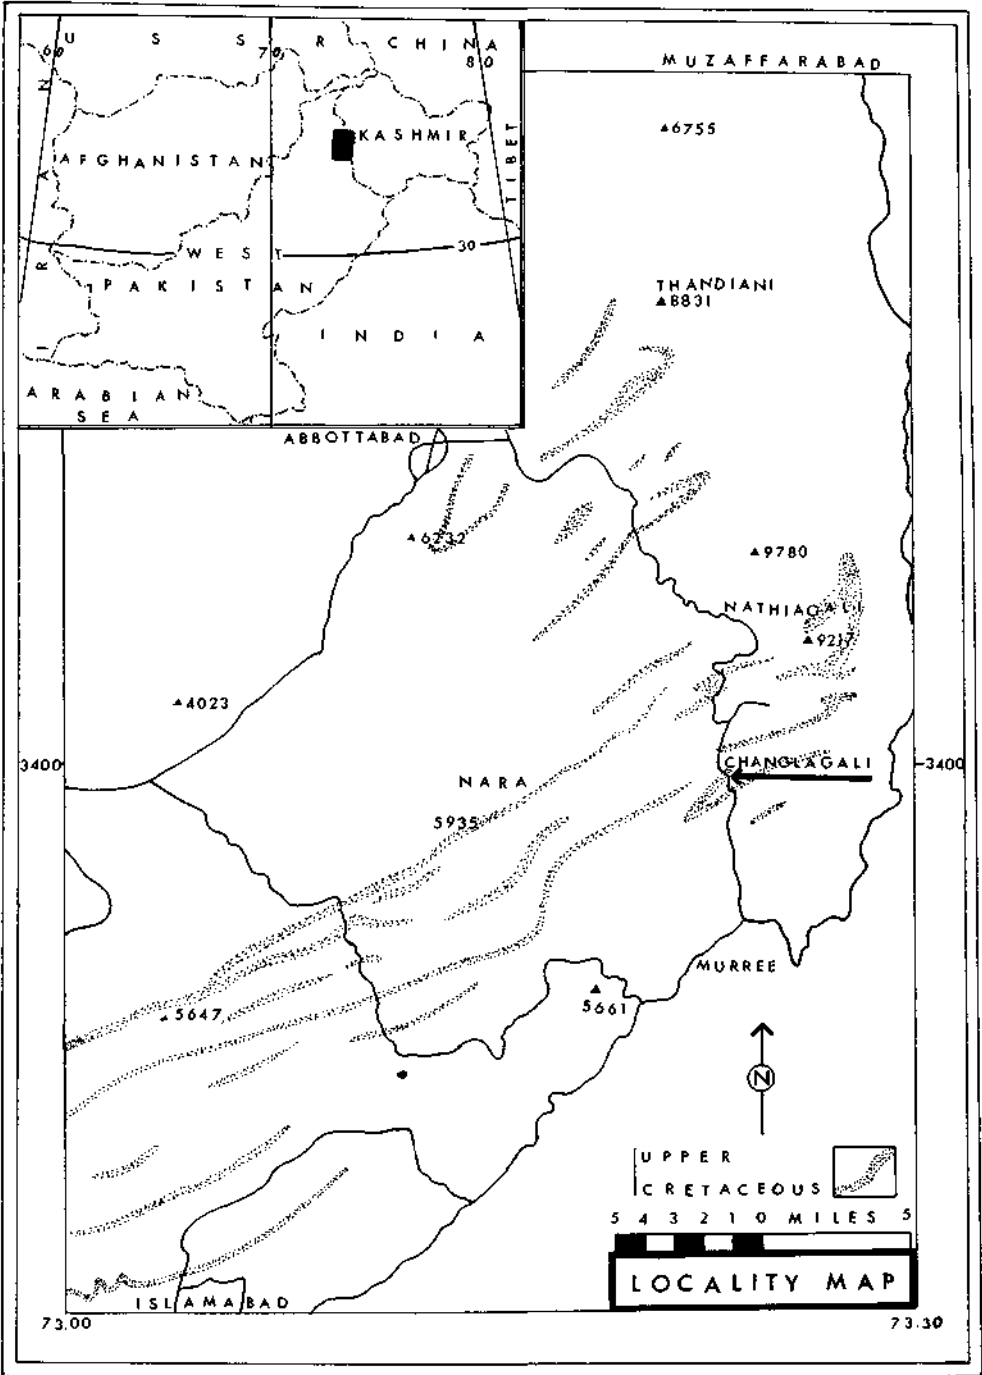 U S S R CHINA
60 70 80
IRAN
AFGHANISTAN
KASHMIR
TIBET
WEST
PAKISTAN
30
INDIA
ARABIAN
SEA
MUZAFFARABAD
▲6755
THANDIANI
▲8831
ABBOTTABAD
▲6232
▲9780
NATHIAGALI
▲9217
▲4023
3400
CHANGLAGALI
3400
NARA
5935
MURREE
▲5647
▲
5661
N
UPPER
CRETACEOUS
5 4 3 2 1 0 MILES 5
LOCALITY MAP
ISLAMABAD
73.00
73.30